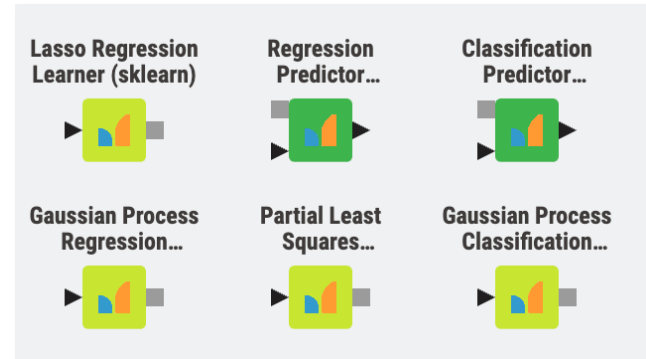 Lasso Regression
Learner (sklearn)
Regression
Predictor...
Classification
Predictor...
Gaussian Process
Regression...
Partial Least
Squares...
Gaussian Process
Classification...